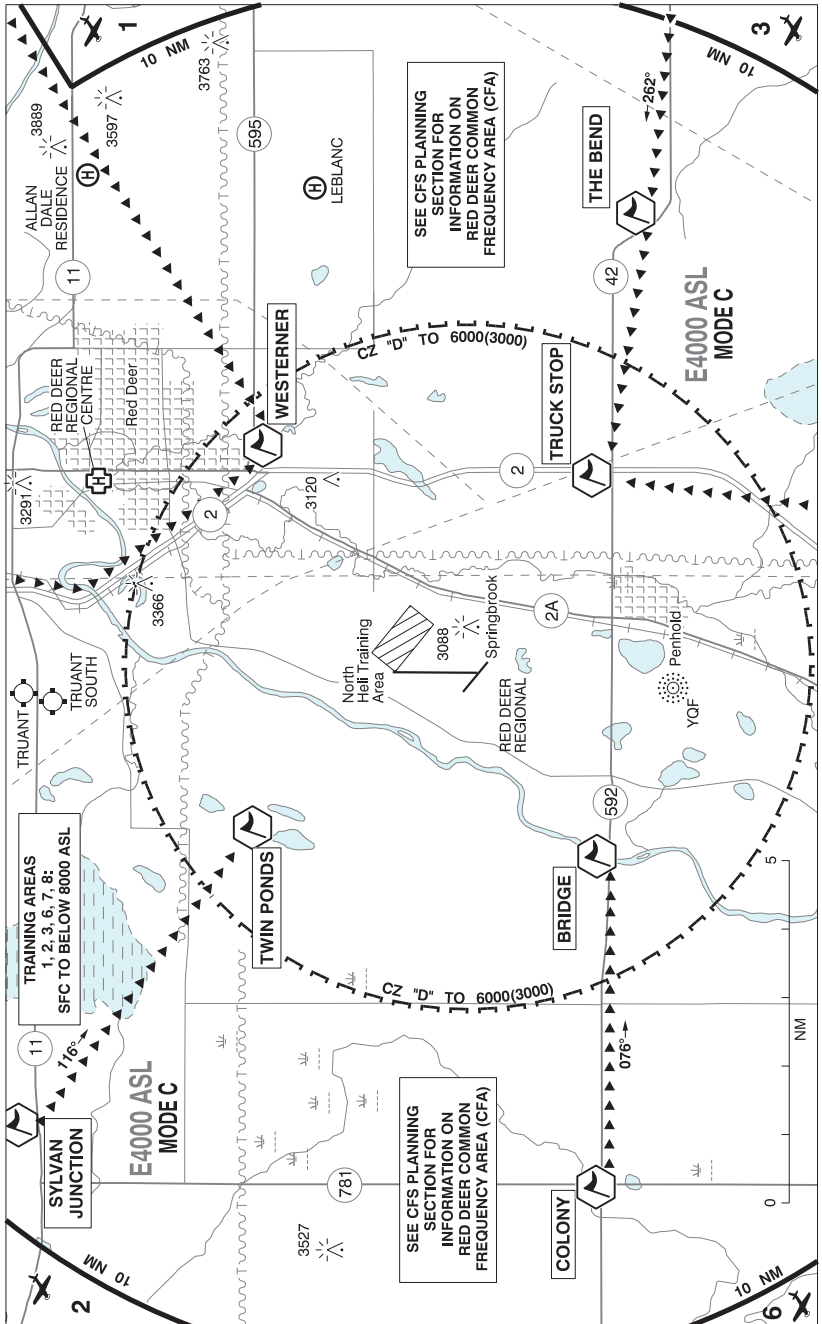 2
10 NM
SYLVAN
JUNCTION
11
116°
E4000 ASL
MODE C
TRAINING AREAS
1, 2, 3, 6, 7, 8:
SFC TO BELOW 8000 ASL
TRUANT
TRUANT
SOUTH
3291
RED DEER
REGIONAL
CENTRE
H
Red Deer
11
ALLAN
DALE
RESIDENCE
H
3889
3597
3763
1
10 NM
3527
781
TWIN PONDS
3366
2
WESTERNER
595
H
LEBLANC
SEE CFS PLANNING
SECTION FOR
INFORMATION ON
RED DEER COMMON
FREQUENCY AREA (CFA)
CZ "D" TO 6000(3000)
North
Heli Training
Area
3088
3120
CZ "D" TO 6000(3000)
SEE CFS PLANNING
SECTION FOR
INFORMATION ON
RED DEER COMMON
FREQUENCY AREA (CFA)
RED DEER
REGIONAL
Springbrook
2A
2
TRUCK STOP
42
THE BEND
262°
COLONY
076°
BRIDGE
592
YQF
Penhold
E4000 ASL
MODE C
0
NM
5
6
10 NM
3
10 NM